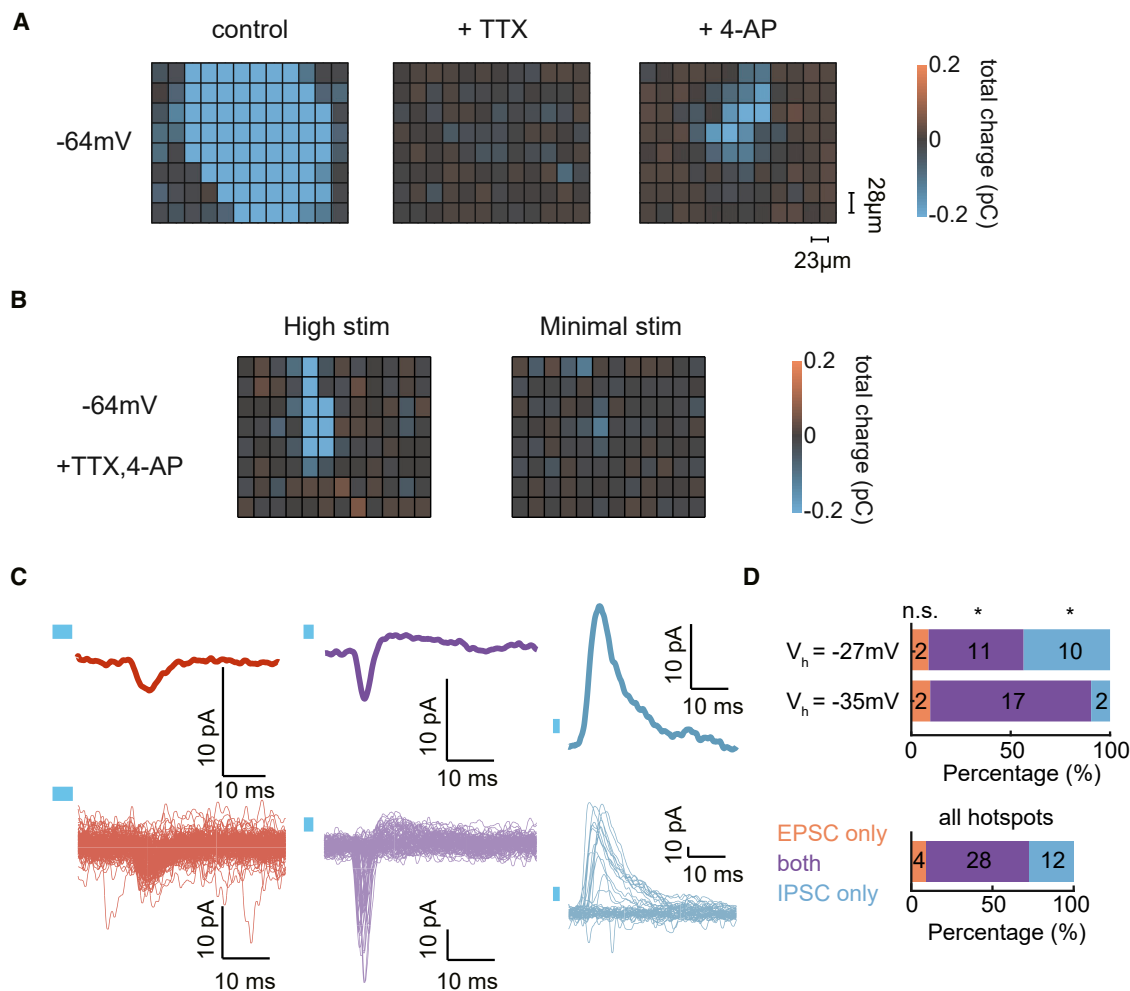 A
control
+ TTX
+ 4-AP
-64mV
0.2
0
-0.2
total charge (pC)
28µm
23µm
B
High stim
Minimal stim
-64mV
+TTX,4-AP
0.2
0
-0.2
total charge (pC)
C
10 pA
10 ms
10 pA
10 ms
10 pA
10 ms
10 pA
10 ms
10 pA
10 ms
10 pA
10 ms
D
n.s. * *
Vh = -27mV 2 11 10
Vh = -35mV 2 17 2
0 50 100
Percentage (%)
all hotspots
EPSC only
both
IPSC only
4 28 12
0 50 100
Percentage (%)